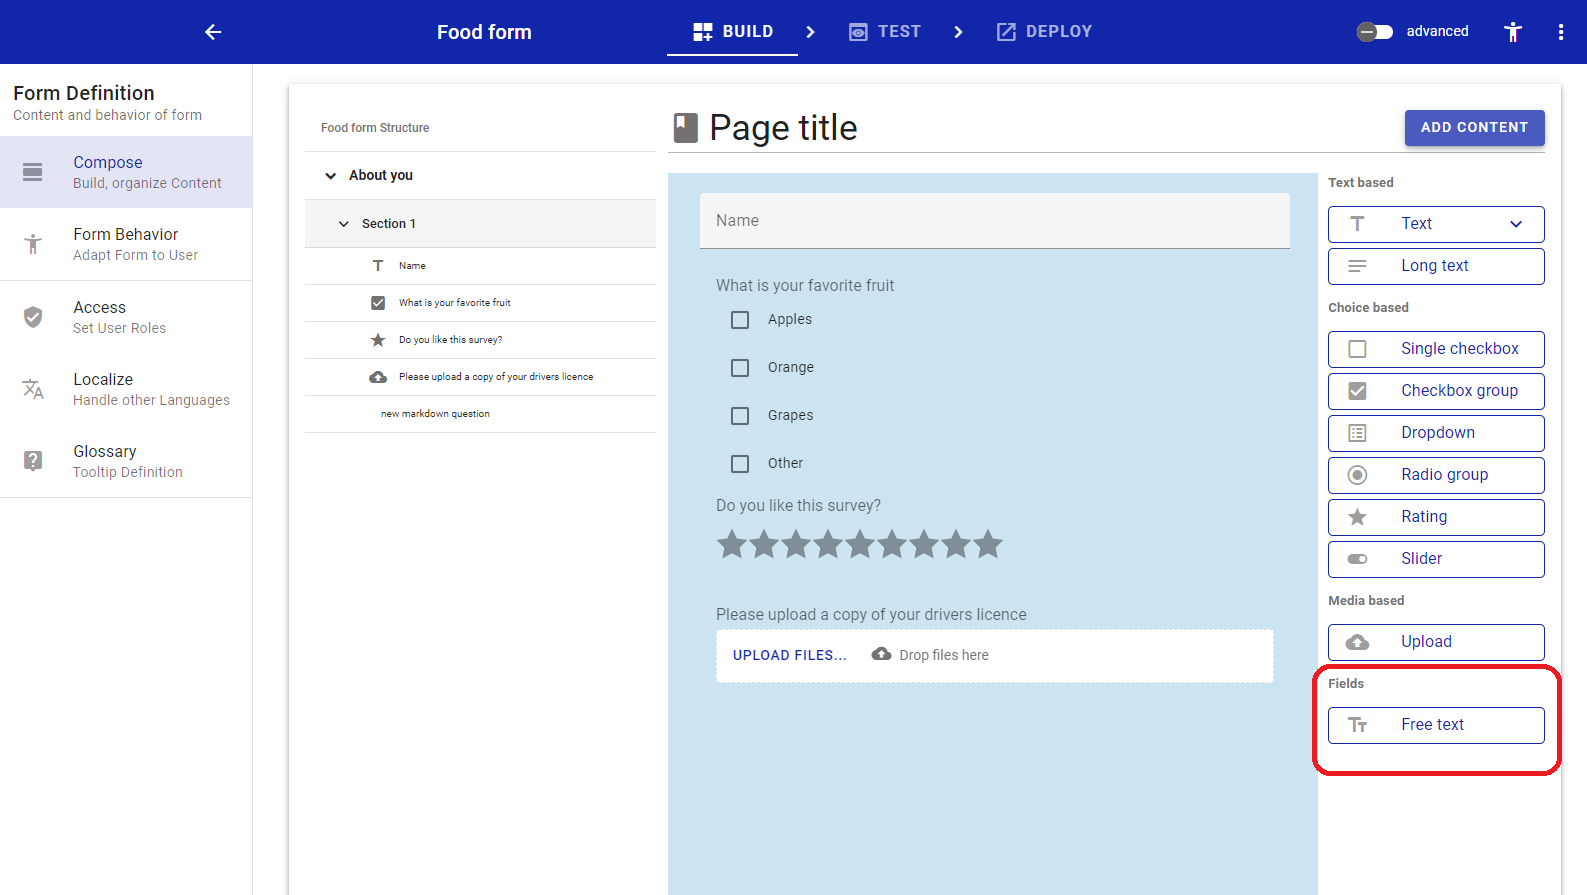 Food form
BUILD
TEST
DEPLOY
advanced
Form Definition
Content and behavior of form
Compose
Build, organize Content
Form Behavior
Adapt Form to User
Access
Set User Roles
Localize
Handle other Languages
Glossary
Tooltip Definition
Food form Structure
About you
Section 1
Name
What is your favorite fruit
Do you like this survey?
Please upload a copy of your drivers licence
new markdown question
Page title
ADD CONTENT
Name
What is your favorite fruit
Apples
Orange
Grapes
Other
Do you like this survey?
Please upload a copy of your drivers licence
UPLOAD FILES...
Drop files here
Text based
Text
Long text
Choice based
Single checkbox
Checkbox group
Dropdown
Radio group
Rating
Slider
Media based
Upload
Fields
Free text